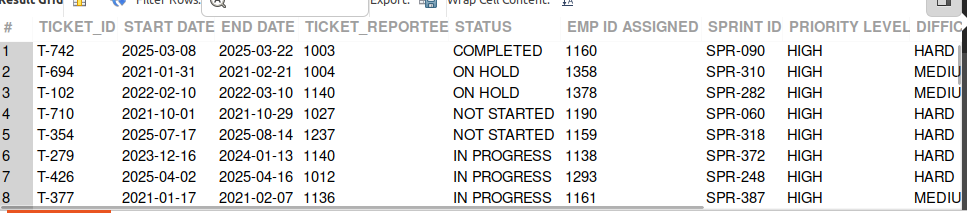 Result Grid Filter Rows: Export: Wrap Cell Content:
# TICKET_ID START DATE END DATE TICKET_REPORTEE STATUS EMP ID ASSIGNED SPRINT ID PRIORITY LEVEL DIFFIC
1 T-742 2025-03-08 2025-03-22 1003 COMPLETED 1160 SPR-090 HIGH HARD
2 T-694 2021-01-31 2021-02-21 1004 ON HOLD 1358 SPR-310 HIGH MEDIU
3 T-102 2022-02-10 2022-03-10 1140 ON HOLD 1378 SPR-282 HIGH MEDIU
4 T-710 2021-10-01 2021-10-29 1027 NOT STARTED 1190 SPR-060 HIGH HARD
5 T-354 2025-07-17 2025-08-14 1237 NOT STARTED 1159 SPR-318 HIGH HARD
6 T-279 2023-12-16 2024-01-13 1140 IN PROGRESS 1138 SPR-372 HIGH HARD
7 T-426 2025-04-02 2025-04-16 1012 IN PROGRESS 1293 SPR-248 HIGH HARD
8 T-377 2021-01-17 2021-02-07 1136 IN PROGRESS 1161 SPR-387 HIGH MEDIU